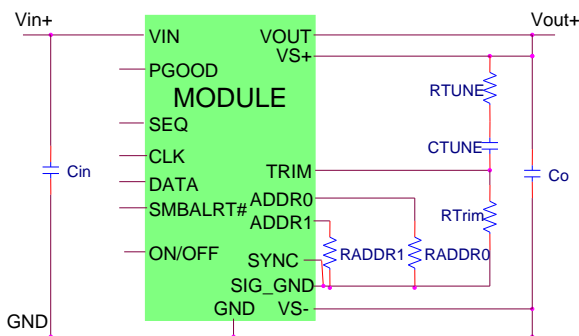 Vin+
Vout+
VIN
VOUT
VS+
PGOOD
RTUNE
MODULE
SEQ
CTUNE
CLK
TRIM
Cin
Co
DATA
ADDR0
SMBALRT#
RTrim
ADDR1
ON/OFF
SYNC
RADDR1
RADDR0
SIG_GND
GND
GND
VS-